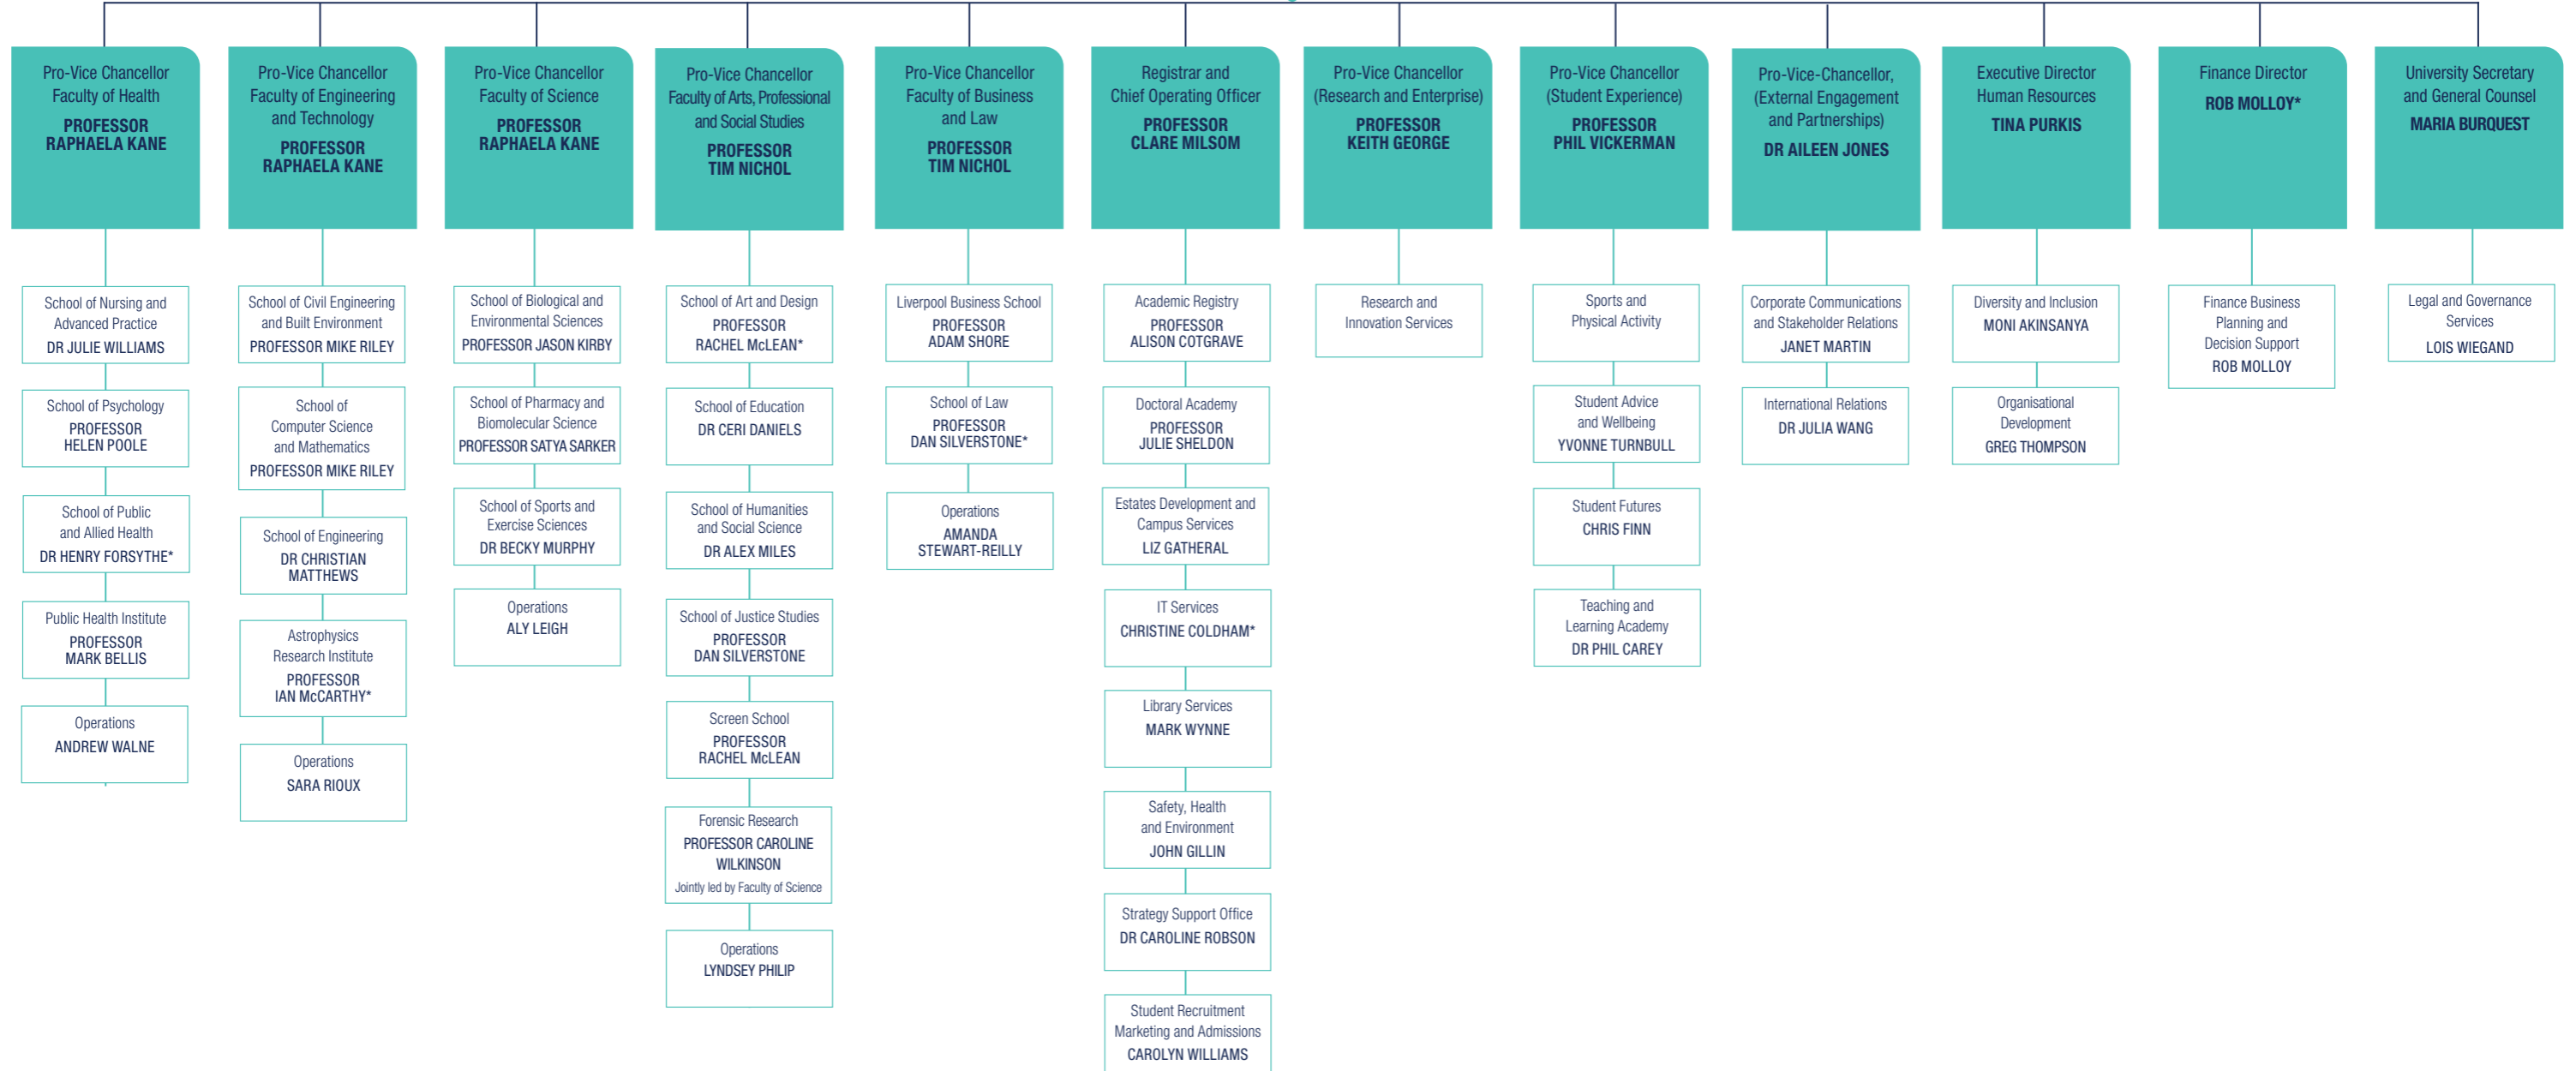 Pro-Vice Chancellor
Faculty of Health
PROFESSOR
RAPHAELA KANE
School of Nursing and
Advanced Practice
DR JULIE WILLIAMS
School of Psychology
PROFESSOR
HELEN POOLE
School of Public
and Allied Health
DR HENRY FORSYTHE*
Public Health Institute
PROFESSOR
MARK BELLIS
Operations
ANDREW WALNE
Pro-Vice Chancellor
Faculty of Engineering
and Technology
PROFESSOR
RAPHAELA KANE
School of Civil Engineering
and Built Environment
PROFESSOR MIKE RILEY
School of
Computer Science
and Mathematics
PROFESSOR MIKE RILEY
School of Engineering
DR CHRISTIAN
MATTHEWS
Astrophysics
Research Institute
PROFESSOR
IAN McCARTHY*
Operations
SARA RIOUX
Pro-Vice Chancellor
Faculty of Science
PROFESSOR
RAPHAELA KANE
School of Biological and
Environmental Sciences
PROFESSOR JASON KIRBY
School of Pharmacy and
Biomolecular Science
PROFESSOR SATYA SARKER
School of Sports and
Exercise Sciences
DR BECKY MURPHY
Operations
ALY LEIGH
Pro-Vice Chancellor
Faculty of Arts, Professional
and Social Studies
PROFESSOR
TIM NICHOL
School of Art and Design
PROFESSOR
RACHEL McLEAN*
School of Education
DR CERI DANIELS
School of Humanities
and Social Science
DR ALEX MILES
School of Justice Studies
PROFESSOR
DAN SILVERSTONE
Screen School
PROFESSOR
RACHEL McLEAN
Forensic Research
PROFESSOR CAROLINE
WILKINSON
Jointly led by Faculty of Science
Operations
LYNDSEY PHILIP
Pro-Vice Chancellor
Faculty of Business
and Law
PROFESSOR
TIM NICHOL
Liverpool Business School
PROFESSOR
ADAM SHORE
School of Law
PROFESSOR
DAN SILVERSTONE*
Operations
AMANDA
STEWART-REILLY
Registrar and
Chief Operating Officer
PROFESSOR
CLARE MILSOM
Academic Registry
PROFESSOR
ALISON COTGRAVE
Doctoral Academy
PROFESSOR
JULIE SHELDON
Estates Development and
Campus Services
LIZ GATHERAL
IT Services
CHRISTINE COLDHAM*
Library Services
MARK WYNNE
Safety, Health
and Environment
JOHN GILLIN
Strategy Support Office
DR CAROLINE ROBSON
Student Recruitment
Marketing and Admissions
CAROLYN WILLIAMS
Pro-Vice Chancellor
(Research and Enterprise)
PROFESSOR
KEITH GEORGE
Research and
Innovation Services
Pro-Vice Chancellor
(Student Experience)
PROFESSOR
PHIL VICKERMAN
Sports and
Physical Activity
Student Advice
and Wellbeing
YVONNE TURNBULL
Student Futures
CHRIS FINN
Teaching and
Learning Academy
DR PHIL CAREY
Pro-Vice-Chancellor,
(External Engagement
and Partnerships)
DR AILEEN JONES
Corporate Communications
and Stakeholder Relations
JANET MARTIN
International Relations
DR JULIA WANG
Executive Director
Human Resources
TINA PURKIS
Diversity and Inclusion
MONI AKINSANYA
Organisational
Development
GREG THOMPSON
Finance Director
ROB MOLLOY*
Finance Business
Planning and
Decision Support
ROB MOLLOY
University Secretary
and General Counsel
MARIA BURQUEST
Legal and Governance
Services
LOIS WIEGAND